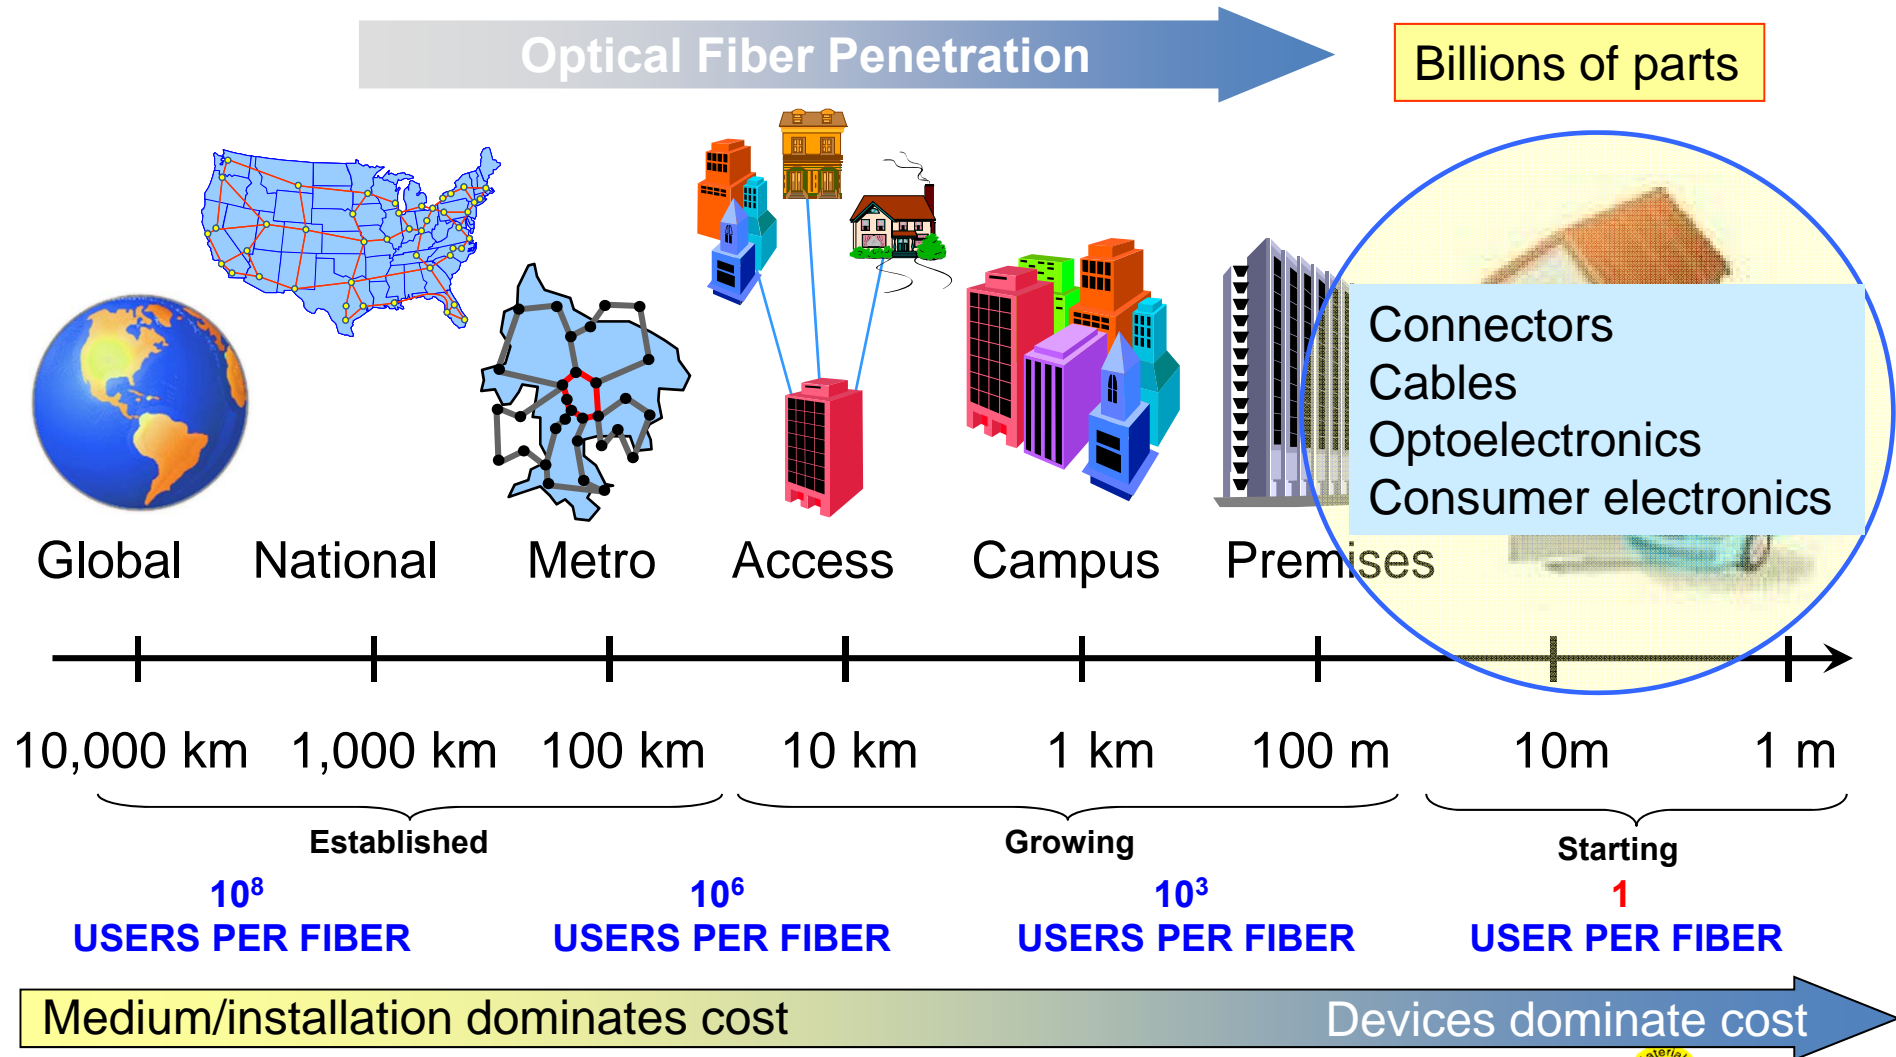 Optical Fiber Penetration
Billions of parts
Connectors
Cables
Optoelectronics
Consumer electronics
Global National Metro Access Campus Premises
10,000 km 1,000 km 100 km 10 km 1 km 100 m 10m 1 m
Established Growing Starting
10⁸ 10⁶ 10³ 1
USERS PER FIBER USERS PER FIBER USERS PER FIBER USER PER FIBER
Medium/installation dominates cost Devices dominate cost